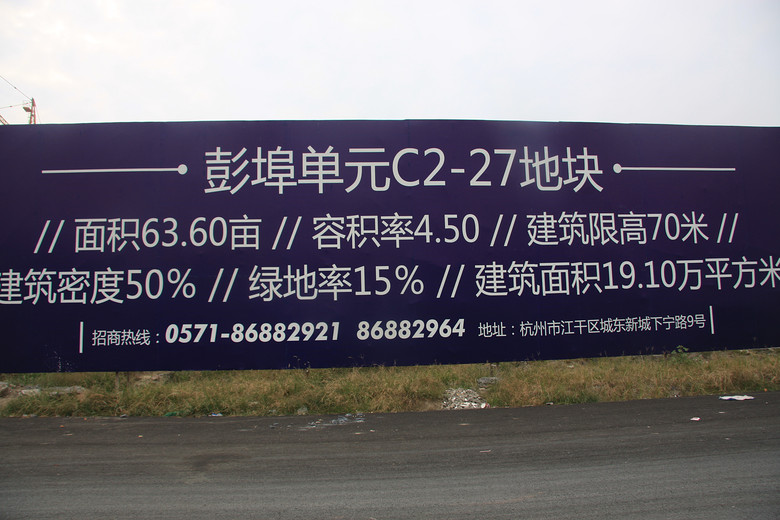 彭埠单元C2-27地块
// 面积63.60亩 // 容积率4.50 // 建筑限高70米 //
建筑密度50% // 绿地率15% // 建筑面积19.10万平方米
招商热线：0571-86882921 86882964 地址：杭州市江干区城东新城下宁路9号